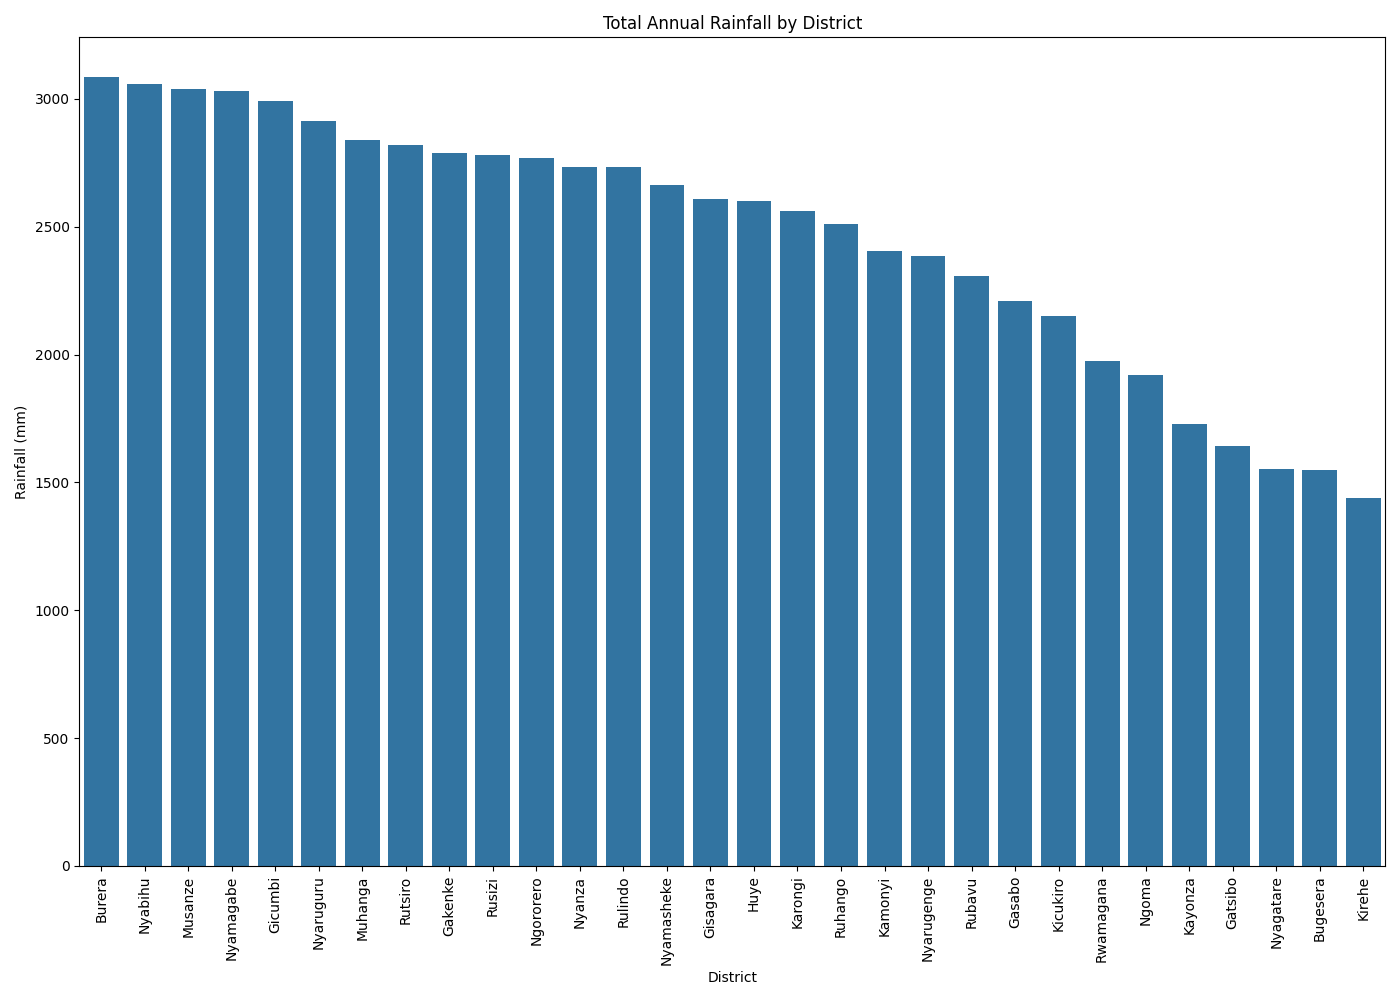 Total Annual Rainfall by District
Rainfall (mm)
3000
2500
2000
1500
1000
500
0
Burera
Nyabihu
Musanze
Nyamagabe
Gicumbi
Nyaruguru
Muhanga
Rutsiro
Gakenke
Rusizi
Ngororero
Nyanza
Rulindo
Nyamasheke
Gisagara
Huye
Karongi
Ruhango
Kamonyi
Nyarugenge
Rubavu
Gasabo
Kicukiro
Rwamagana
Ngoma
Kayonza
Gatsibo
Nyagatare
Bugesera
Kirehe
District